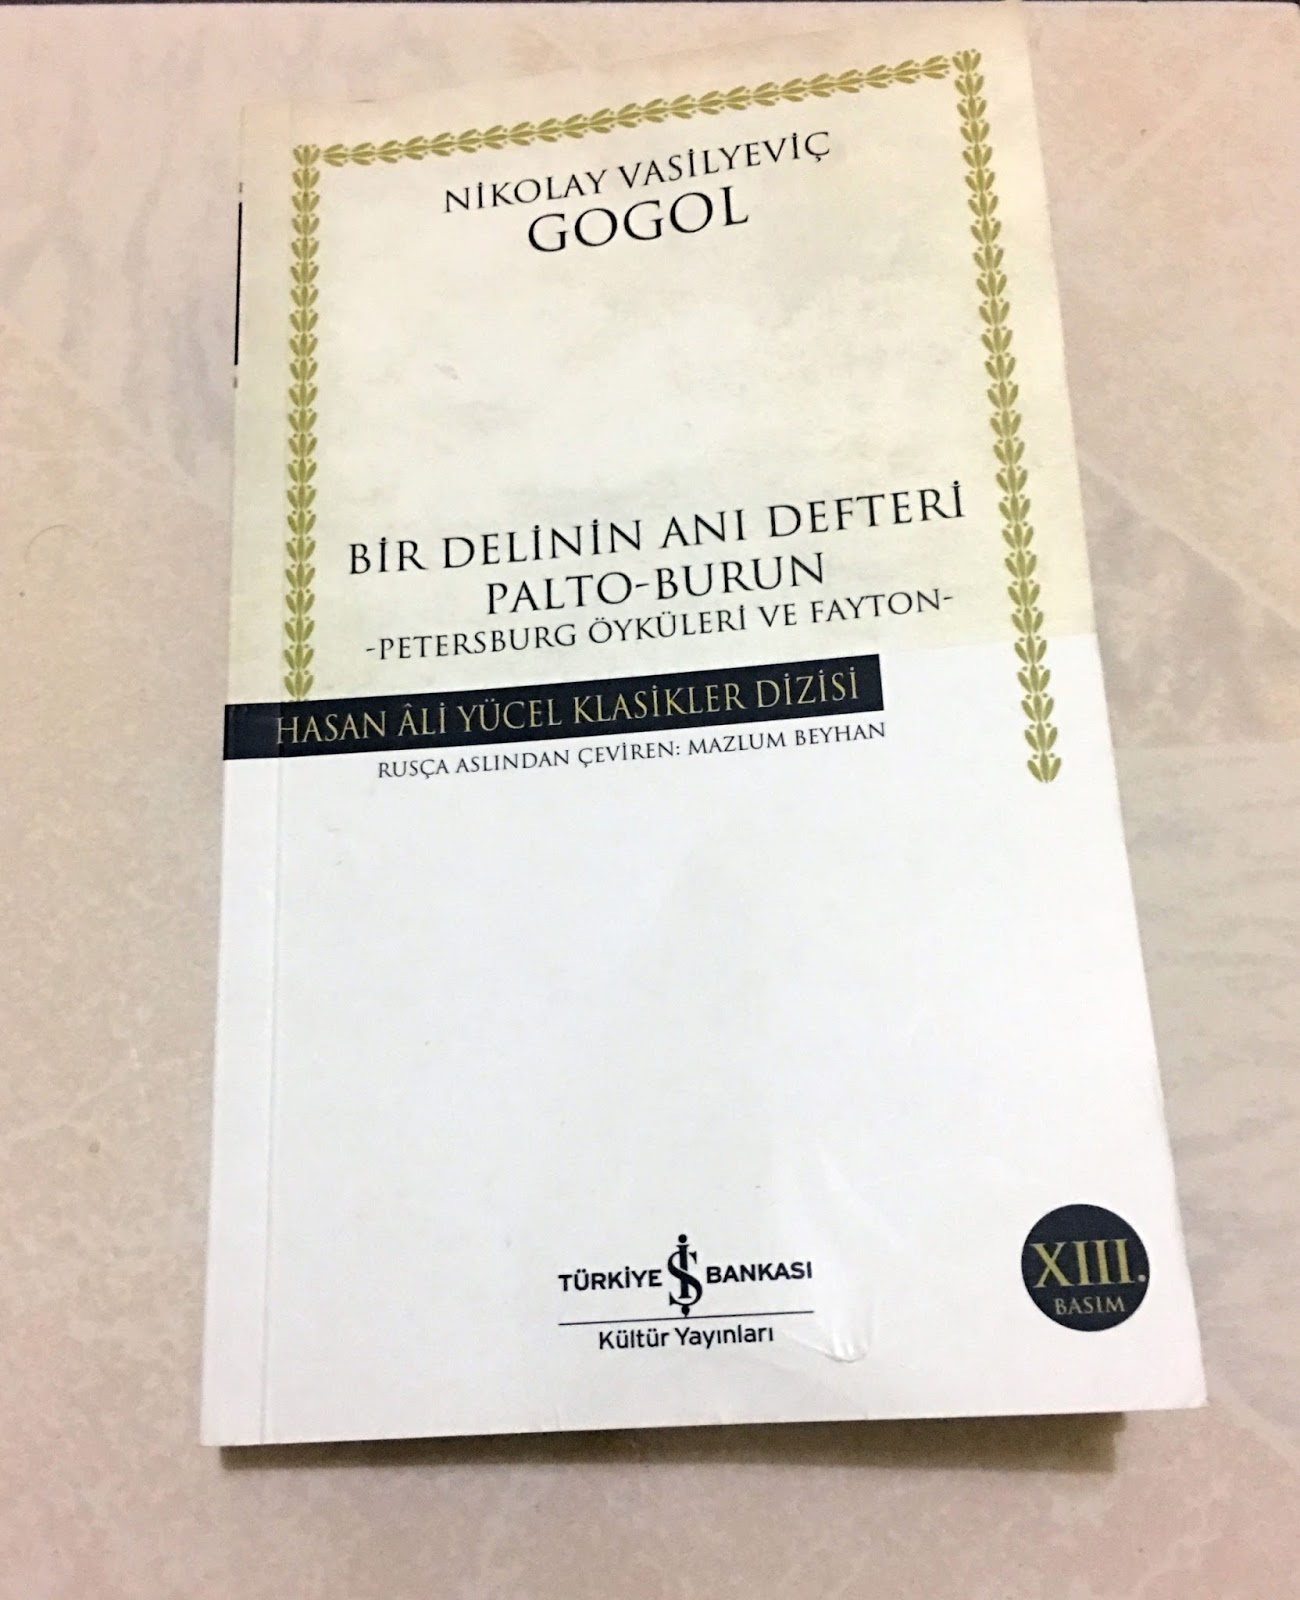 NİKOLAY VASİLYEVİÇ
GOGOL
BİR DELİNİN ANI DEFTERİ
PALTO-BURUN
-PETERSBURG ÖYKÜLERİ VE FAYTON-
HASAN ÂLİ YÜCEL KLASİKLER DİZİSİ
RUSÇA ASLINDAN ÇEVİREN: MAZLUM BEYHAN
XIII.
BASIM
TÜRKİYE İŞ BANKASI
Kültür Yayınları